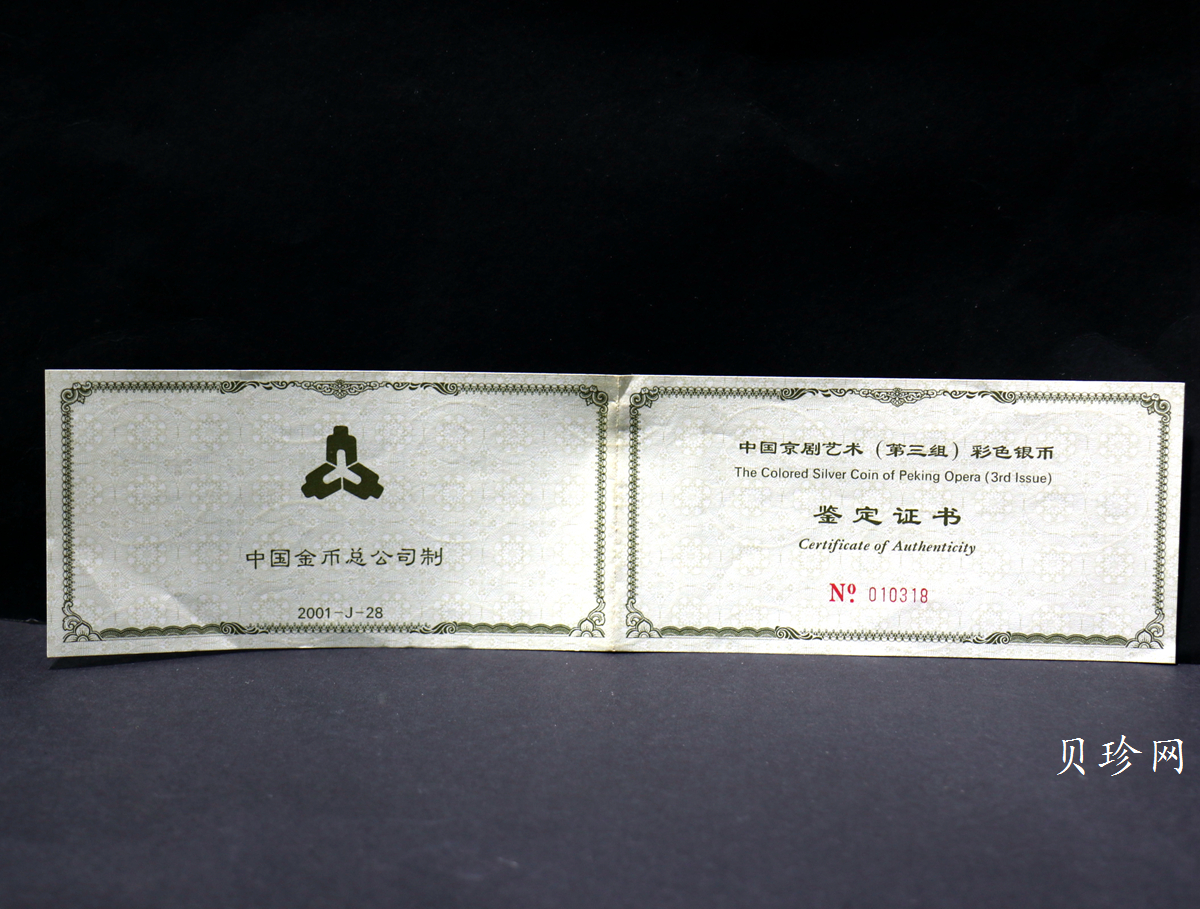 中国金币总公司制
2001-J-28
中国京剧艺术（第三组）彩色银币
The Colored Silver Coin of Peking Opera (3rd Issue)
鉴定证书
Certificate of Authenticity
Nº. 010318
贝珍网